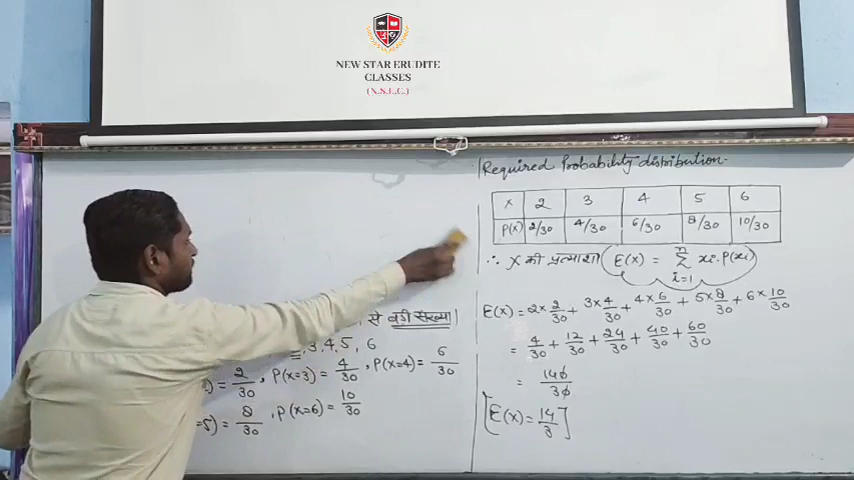 NEW STAR ERUDITE
CLASSES
(N.S.E.C.)
Required Probability distribution.
X 2 3 4 5 6
P(X) 2/30 4/30 6/30 8/30 10/30
∴ X की प्रत्याशा E(X) = Σ xi.P(xi)
n
i=1
E(X) = 2×2/30 + 3×4/30 + 4×6/30 + 5×8/30 + 6×10/30
= 4/30 + 12/30 + 24/30 + 40/30 + 60/30
= 140/30
[E(X) = 14/3]
से बड़ी संख्या
3, 4, 5, 6
2/30, P(X=3) = 4/30, P(X=4) = 6/30
=5) = 8/30, P(X=6) = 10/30